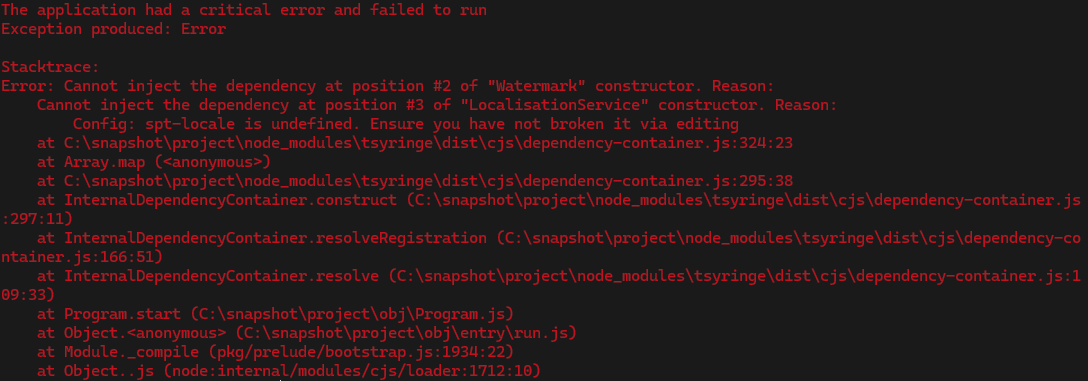 The application had a critical error and failed to run
Exception produced: Error

Stacktrace:
Error: Cannot inject the dependency at position #2 of "Watermark" constructor. Reason:
    Cannot inject the dependency at position #3 of "LocalisationService" constructor. Reason:
        Config: spt-locale is undefined. Ensure you have not broken it via editing
    at C:\snapshot\project\node_modules\tsyringe\dist\cjs\dependency-container.js:324:23
    at Array.map (<anonymous>)
    at C:\snapshot\project\node_modules\tsyringe\dist\cjs\dependency-container.js:295:38
    at InternalDependencyContainer.construct (C:\snapshot\project\node_modules\tsyringe\dist\cjs\dependency-container.js
:297:11)
    at InternalDependencyContainer.resolveRegistration (C:\snapshot\project\node_modules\tsyringe\dist\cjs\dependency-co
ntainer.js:166:51)
    at InternalDependencyContainer.resolve (C:\snapshot\project\node_modules\tsyringe\dist\cjs\dependency-container.js:1
09:33)
    at Program.start (C:\snapshot\project\obj\Program.js)
    at Object.<anonymous> (C:\snapshot\project\obj\entry\run.js)
    at Module._compile (pkg/prelude/bootstrap.js:1934:22)
    at Object..js (node:internal/modules/cjs/loader:1712:10)